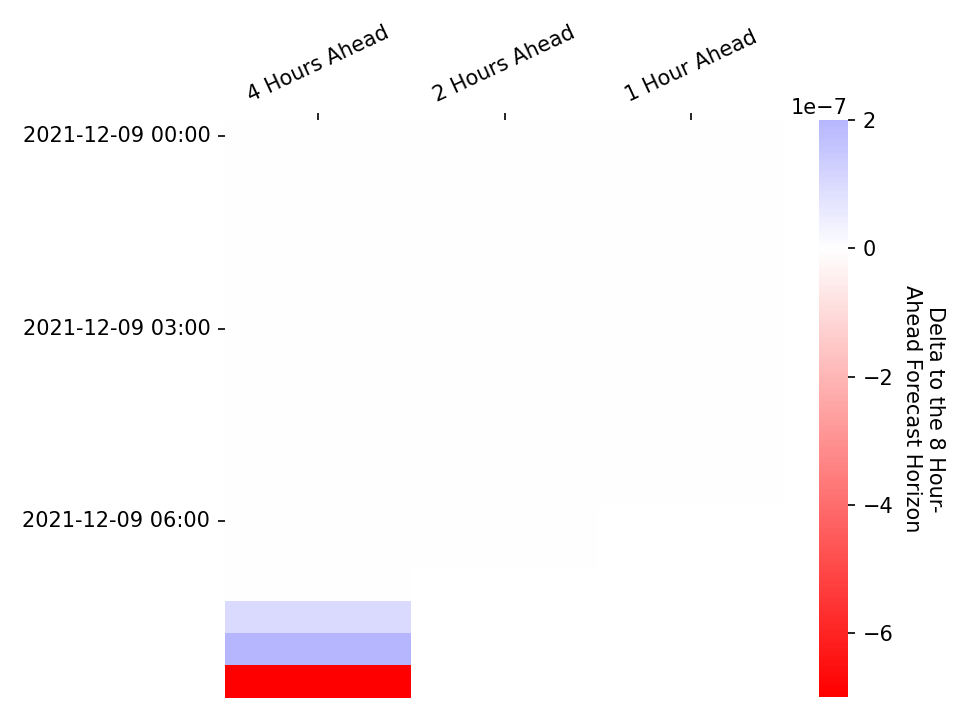 4 Hours Ahead
2 Hours Ahead
1 Hour Ahead
1e−7
2021-12-09 00:00
2021-12-09 03:00
2021-12-09 06:00
2
0
−2
−4
−6
Delta to the 8 Hour-
Ahead Forecast Horizon